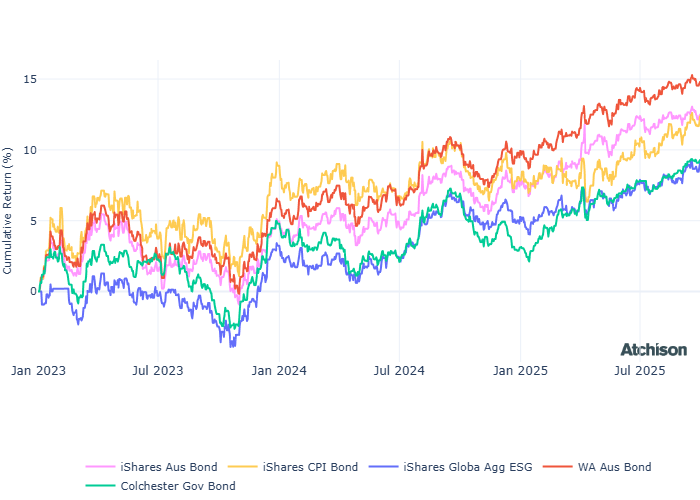 Cumulative Return (%)
15
10
5
0
Jan 2023 Jul 2023 Jan 2024 Jul 2024 Jan 2025 Jul 2025
Atchison
iShares Aus Bond iShares CPI Bond iShares Globa Agg ESG WA Aus Bond
Colchester Gov Bond